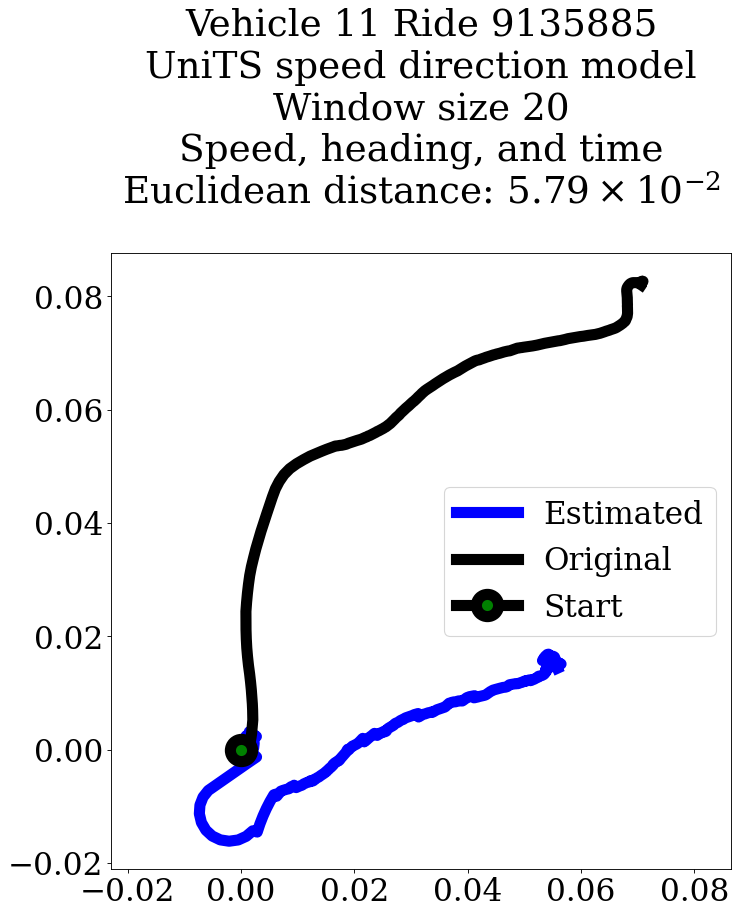 Vehicle 11 Ride 9135885
UniTS speed direction model
Window size 20
Speed, heading, and time
Euclidean distance: 5.79 × 10⁻²
0.08
0.06
Estimated
0.04
Original
Start
0.02
0.00
−0.02
−0.02 0.00 0.02 0.04 0.06 0.08